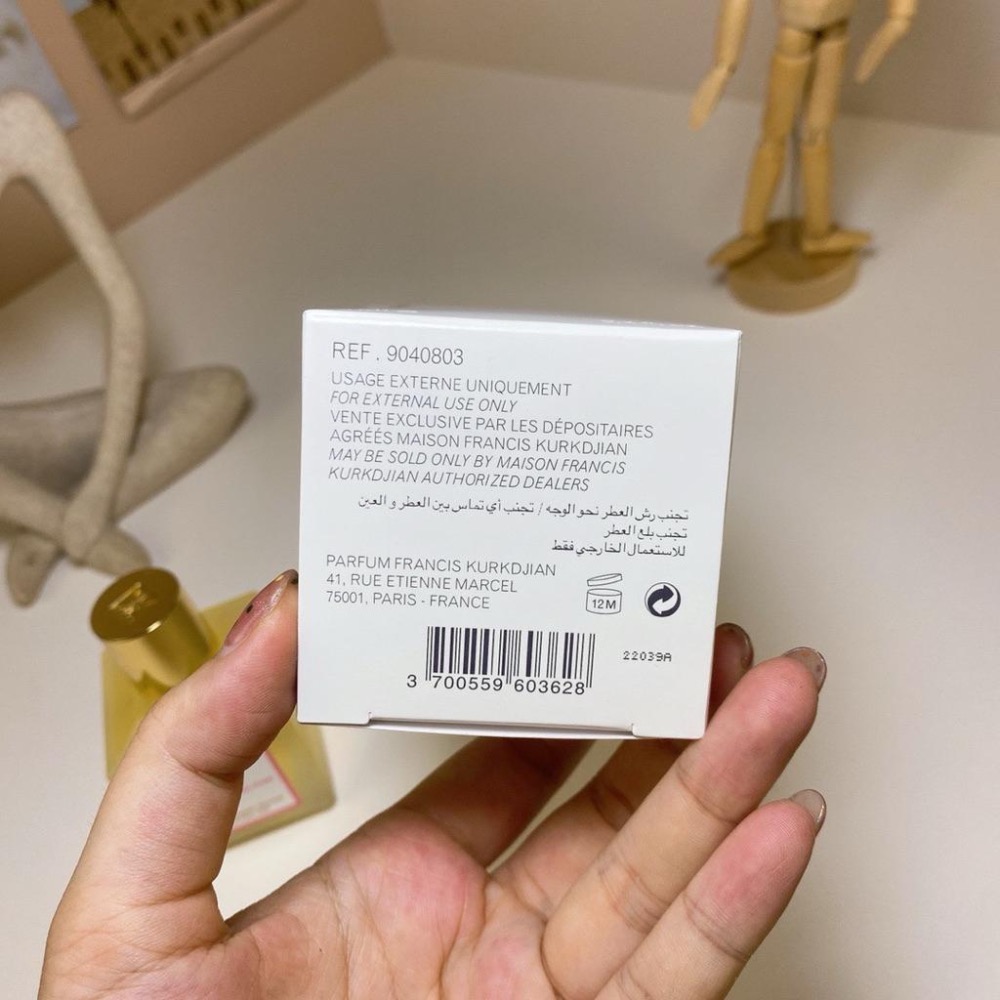 REF . 9040803
USAGE EXTERNE UNIQUEMENT
FOR EXTERNAL USE ONLY
VENTE EXCLUSIVE PAR LES DÉPOSITAIRES
AGRÉÉS MAISON FRANCIS KURKDJIAN
MAY BE SOLD ONLY BY MAISON FRANCIS
KURKDJIAN AUTHORIZED DEALERS
تجنب رش العطر نحو الوجه / تجنب أي تماس بين العطر و العين
تجنب بلع العطر
للاستعمال الخارجي فقط
PARFUM FRANCIS KURKDJIAN
41, RUE ETIENNE MARCEL
75001, PARIS - FRANCE
12M
22039A
3 700559 603628